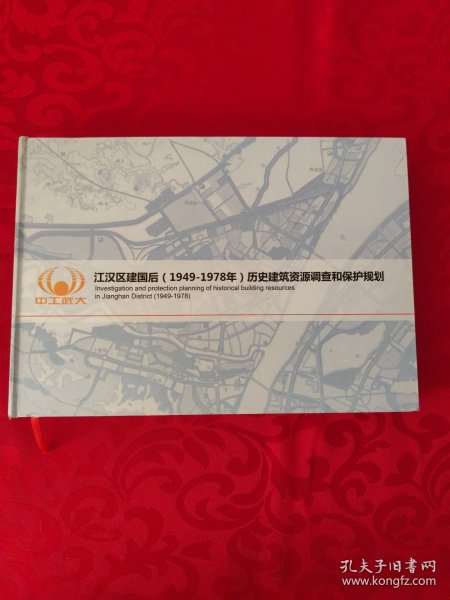 江汉区建国后（1949-1978年）历史建筑资源调查和保护规划
Investigation and protection planning of historical building resources
in Jianghan District (1949-1978)
中工武大
孔夫子旧书网
www.kongfz.com